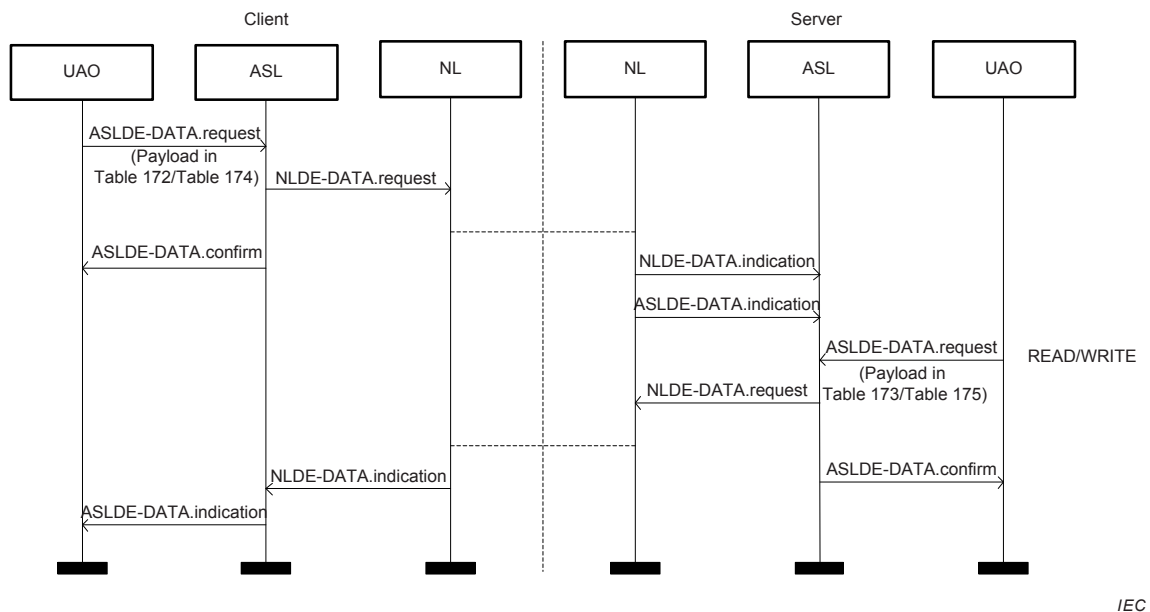 Client
Server
UAO
ASL
NL
NL
ASL
UAO
ASLDE-DATA.request
(Payload in
Table 172/Table 174)
NLDE-DATA.request
ASLDE-DATA.confirm
NLDE-DATA.indication
ASLDE-DATA.indication
ASLDE-DATA.request
READ/WRITE
(Payload in
Table 173/Table 175)
NLDE-DATA.request
ASLDE-DATA.confirm
NLDE-DATA.indication
ASLDE-DATA.indication
IEC